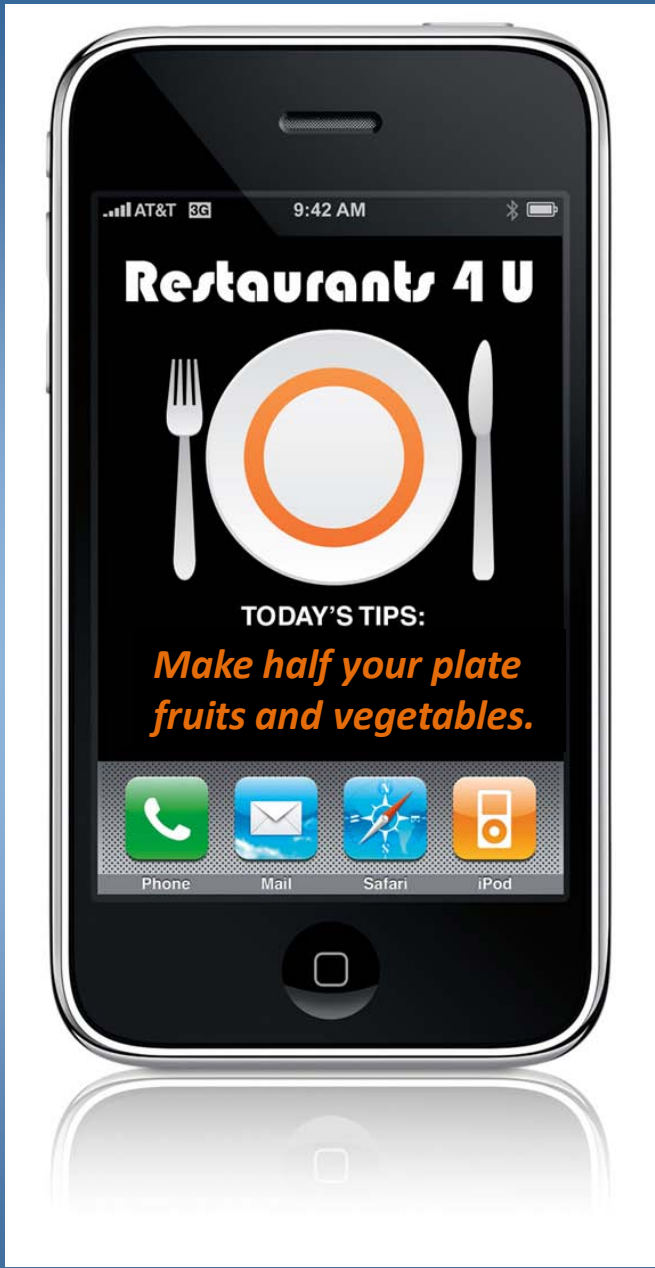 AT&T 3G 9:42 AM
Restaurants 4 U
TODAY'S TIPS:
Make half your plate
fruits and vegetables.
Phone Mail Safari iPod